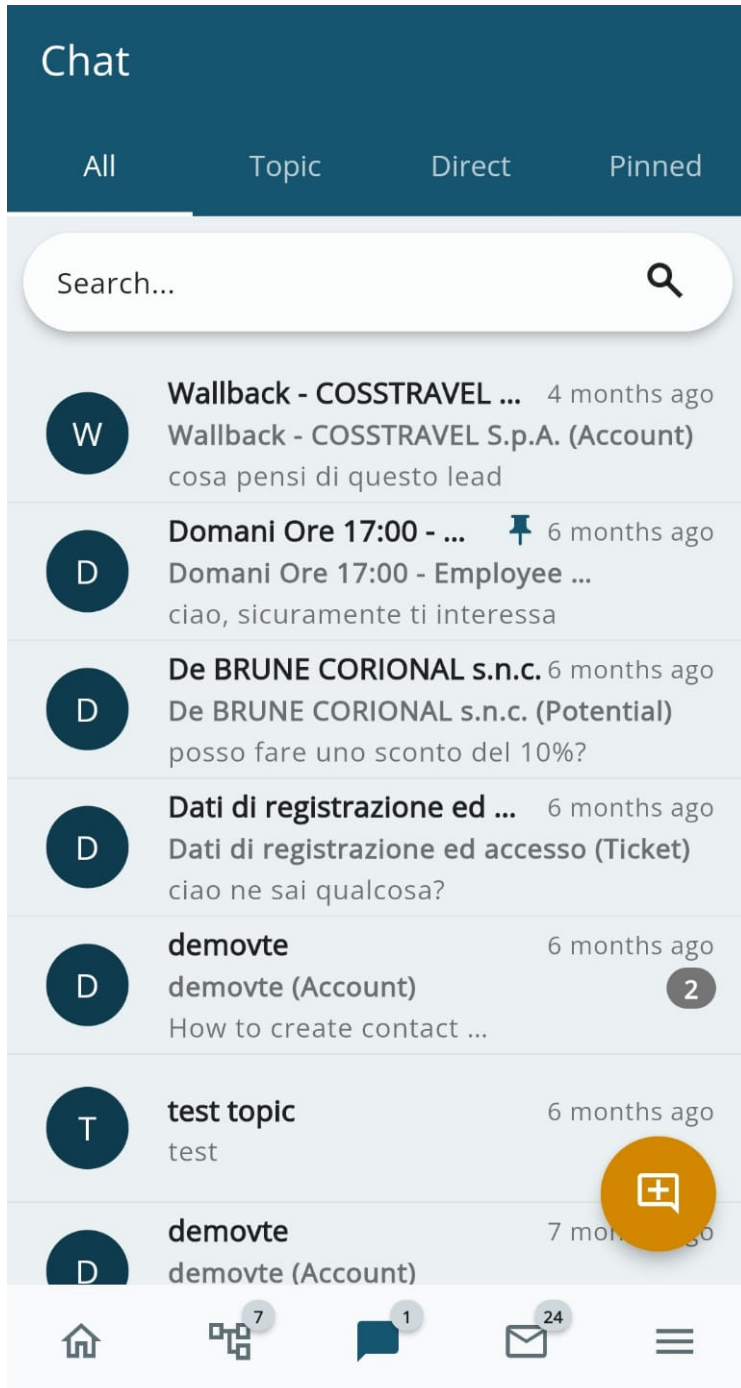 Chat
All Topic Direct Pinned
Search...
Wallback - COSSTRAVEL ... 4 months ago
W
Wallback - COSSTRAVEL S.p.A. (Account)
cosa pensi di questo lead
Domani Ore 17:00 - ... 6 months ago
D
Domani Ore 17:00 - Employee ...
ciao, sicuramente ti interessa
De BRUNE CORIONAL s.n.c. 6 months ago
D
De BRUNE CORIONAL s.n.c. (Potential)
posso fare uno sconto del 10%?
Dati di registrazione ed ... 6 months ago
D
Dati di registrazione ed accesso (Ticket)
ciao ne sai qualcosa?
demovte 6 months ago
D
demovte (Account) 2
How to create contact ...
test topic 6 months ago
T
test
demovte 7
D
demovte (Account)
7 1 24